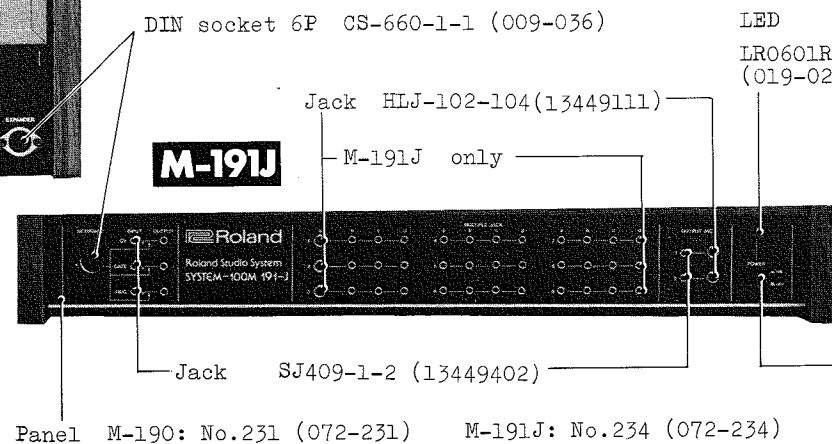 DIN socket 6P CS-660-1-1 (009-036)
LED
LR0601R
(019-02
Jack HLJ-102-104(13449111)
EXPANDER
M-191J
M-191J only
INPUT
OUTPUT
MULTIPLE JACK
CV
GATE
Roland
Roland Studio System
SYSTEM-100M 191-J
POWER
Jack SJ409-1-2 (13449402)
Panel M-190: No.231 (072-231) M-191J: No.234 (072-234)